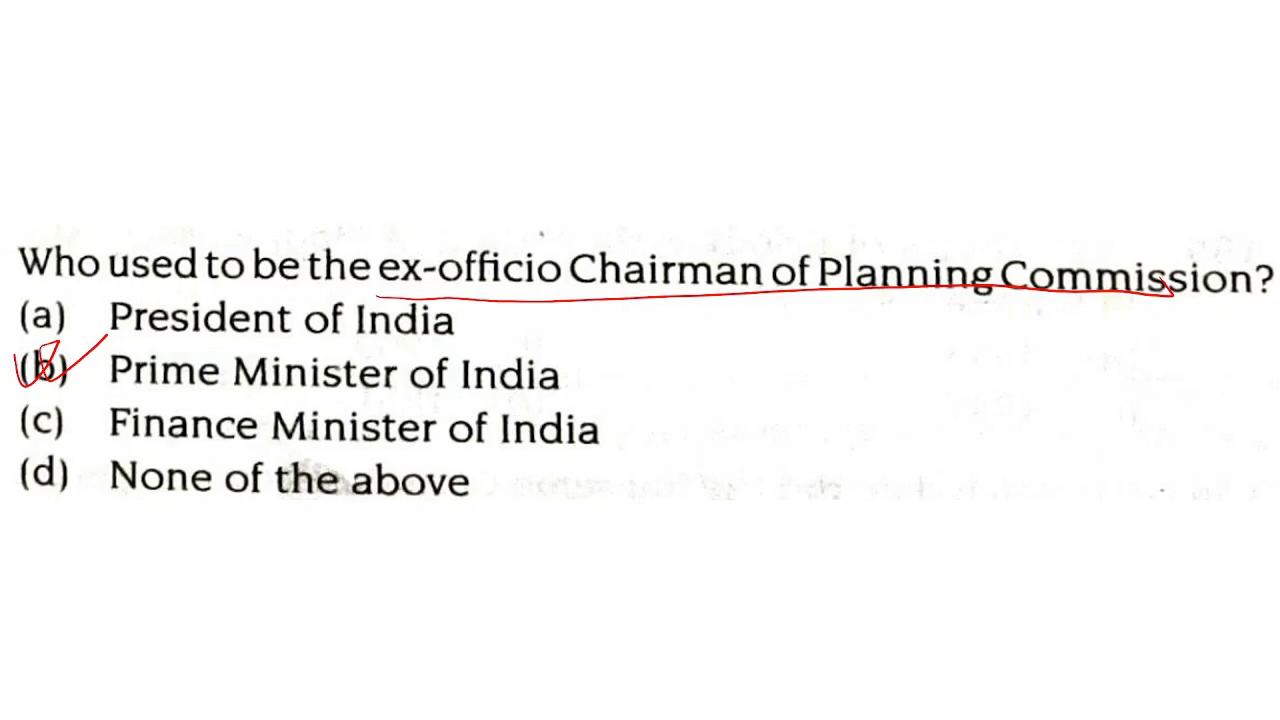 Who used to be the ex-officio Chairman of Planning Commission?
(a) President of India
(b) Prime Minister of India
(c) Finance Minister of India
(d) None of the above